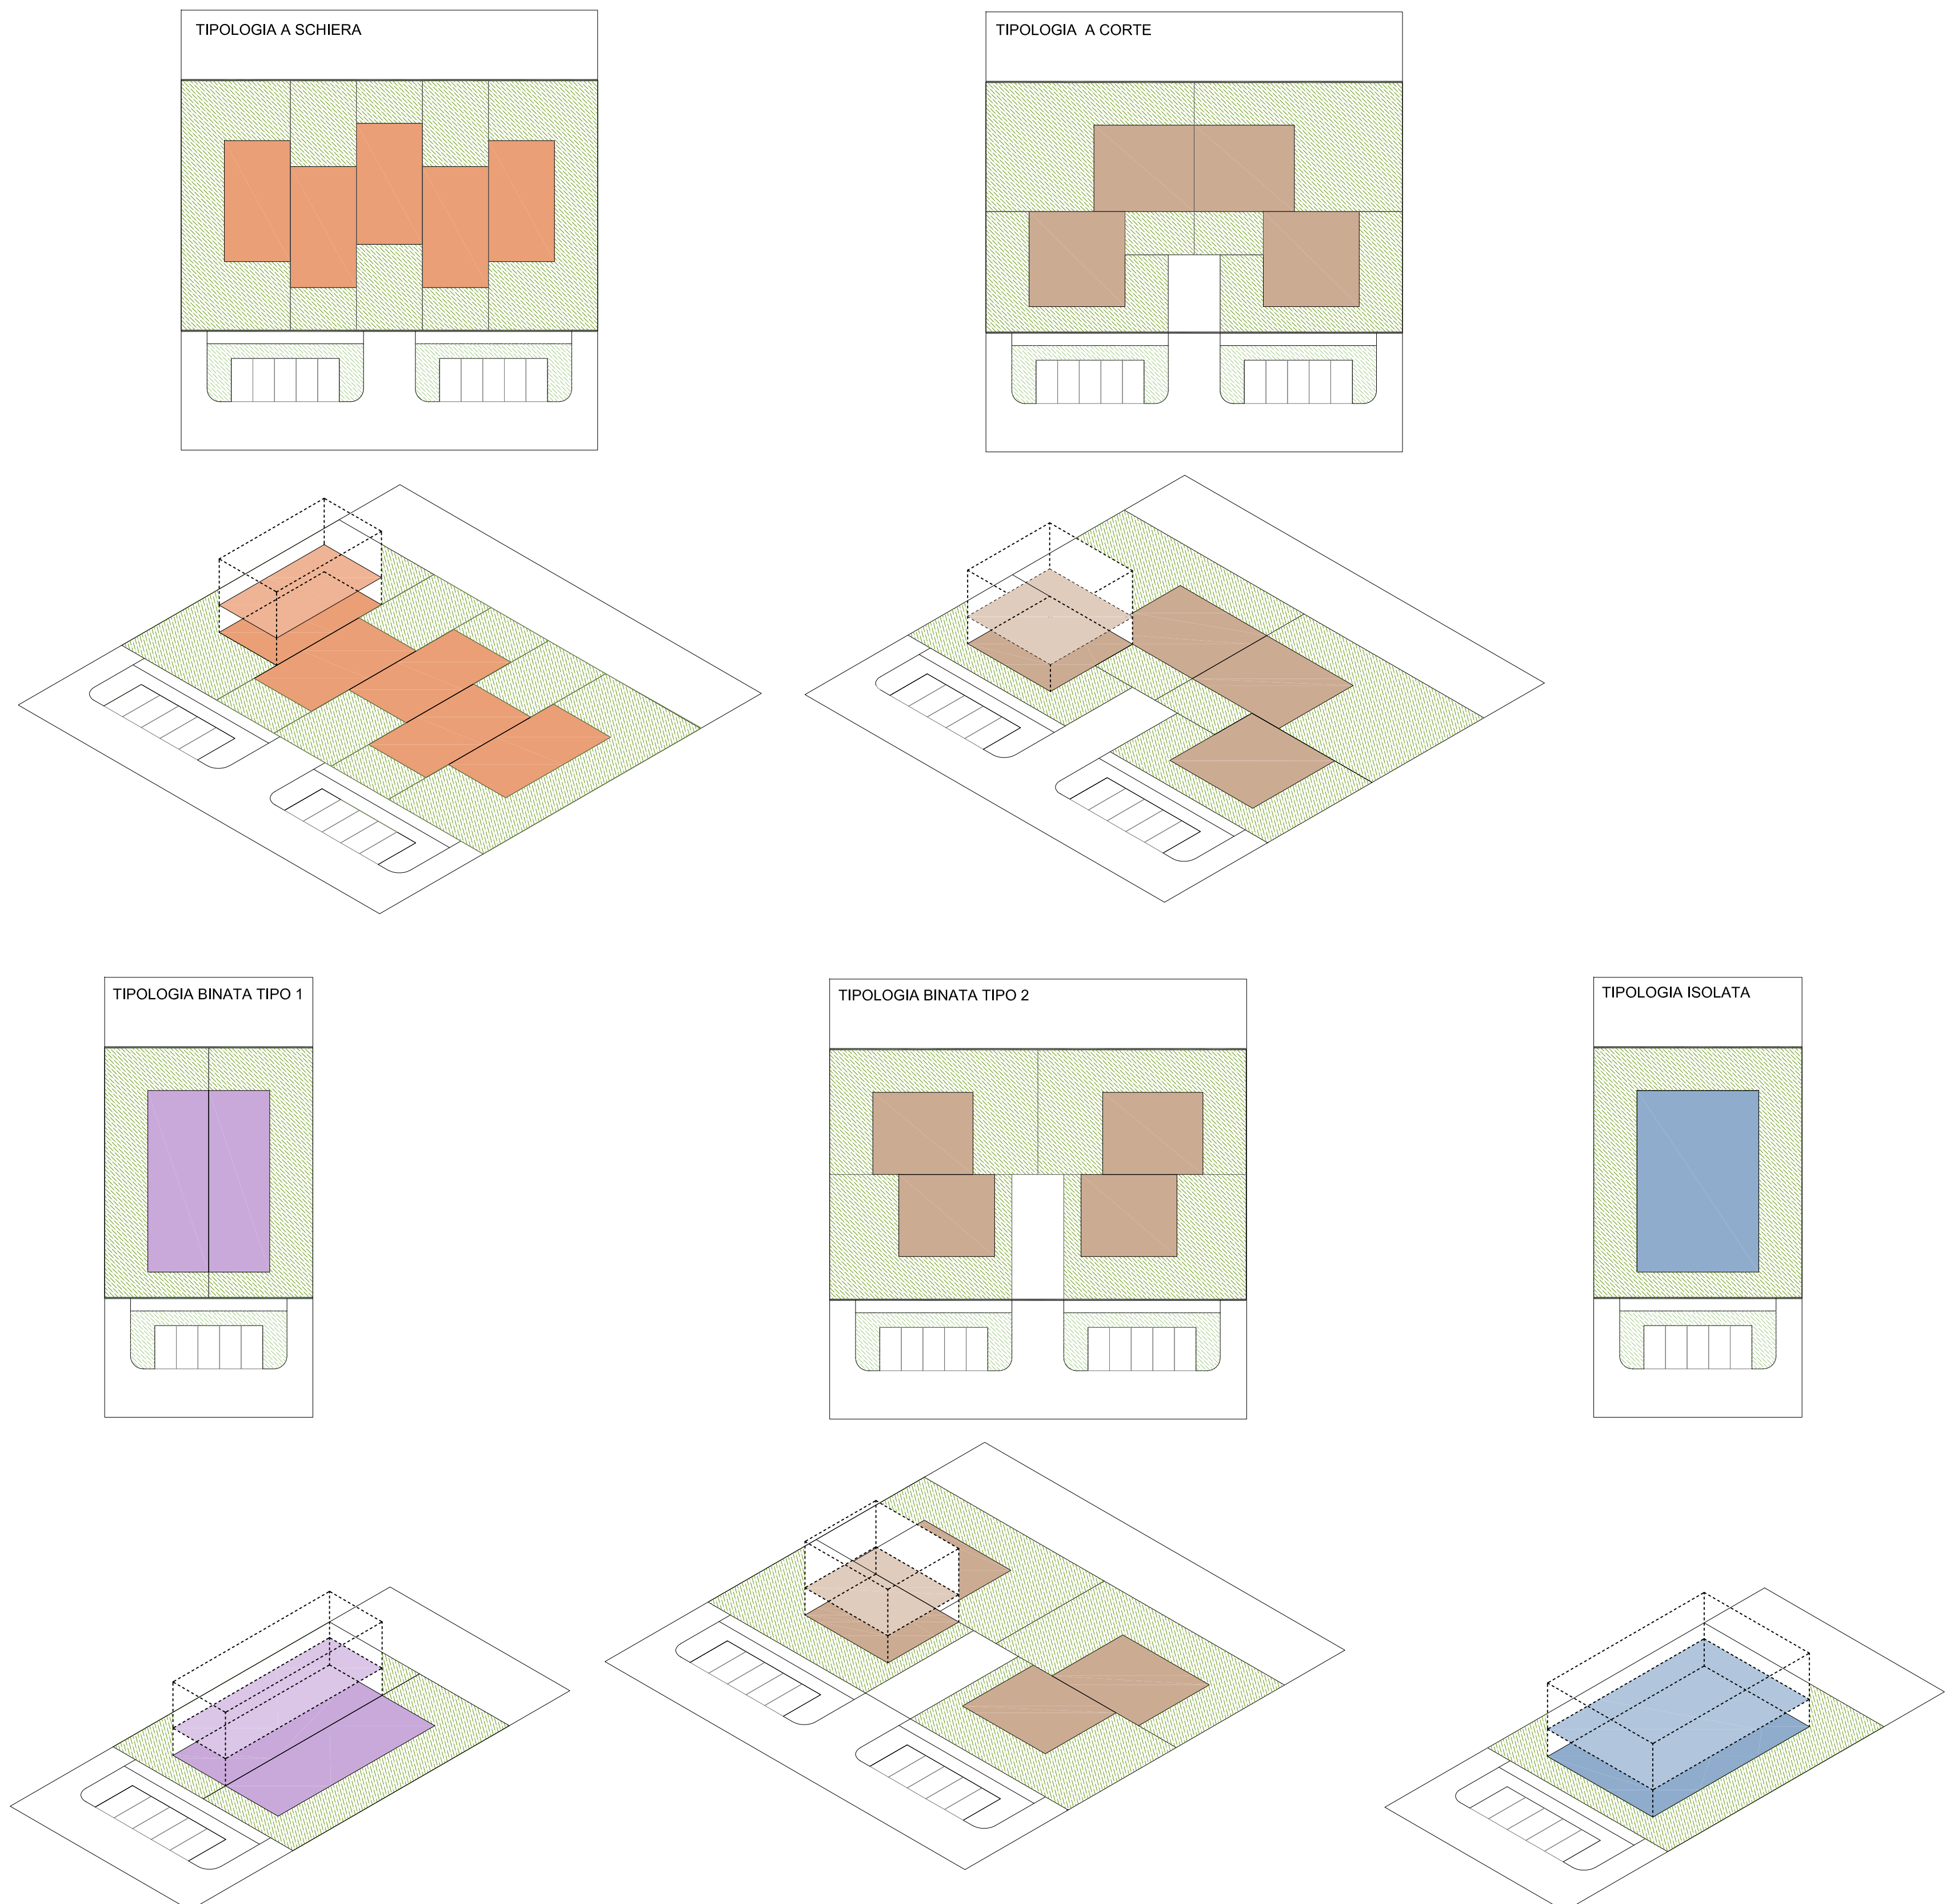 TIPOLOGIA A SCHIERA
TIPOLOGIA A CORTE
TIPOLOGIA BINATA TIPO 1
TIPOLOGIA BINATA TIPO 2
TIPOLOGIA ISOLATA